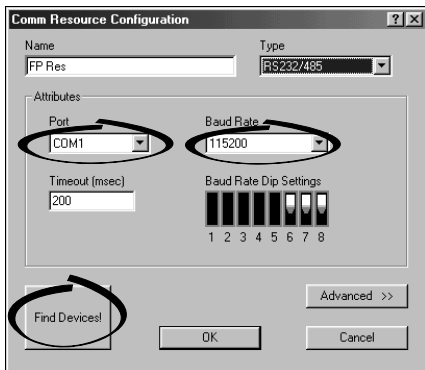 Comm Resource Configuration
Name Type
FP Res RS232/485
Attributes
Port Baud Rate
COM1 115200
Timeout (msec) Baud Rate Dip Settings
200
1 2 3 4 5 6 7 8
Find Devices! Advanced >>
OK Cancel